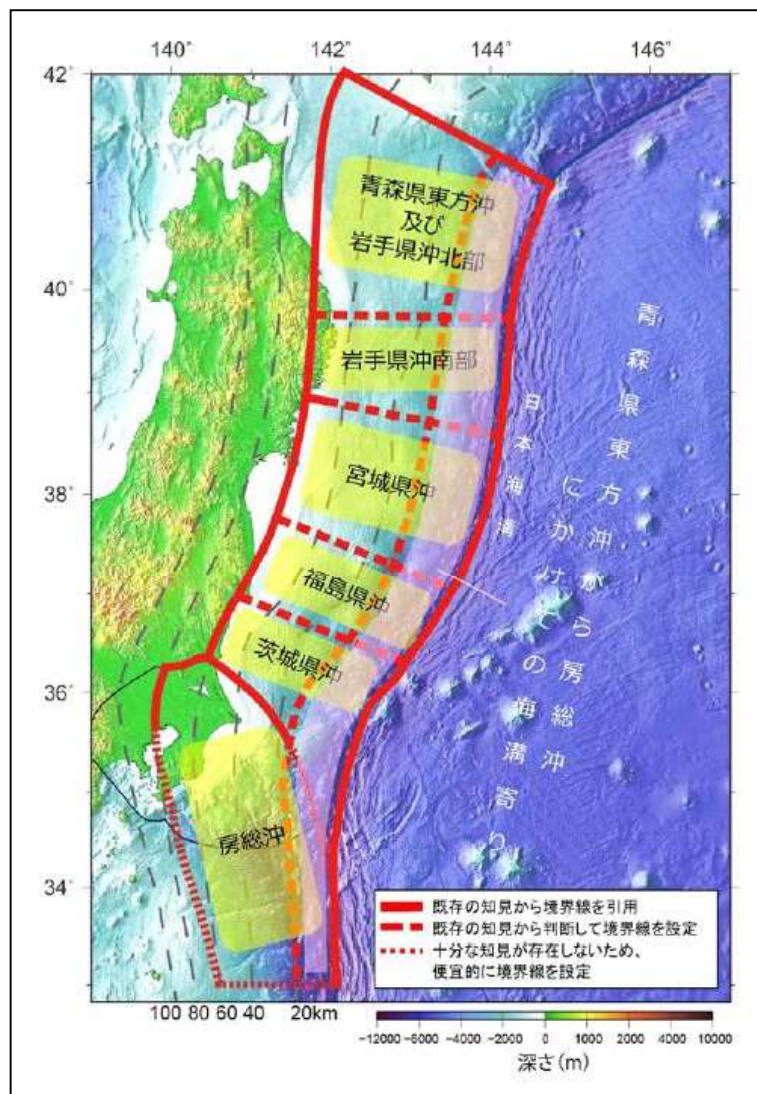 140° 142° 144° 146°
42°
40°
38°
36°
34°
青森県東方沖
及び
岩手県沖北部
岩手県沖南部
宮城県沖
福島県沖
茨城県沖
房総沖
日本海溝
青森県東方沖から房総沖
にかけての海溝寄り
既存の知見から境界線を引用
既存の知見から判断して境界線を設定
十分な知見が存在しないため、
便宜的に境界線を設定
100 80 60 40 20km
-12000 -6000 -4000 -2000 0 1000 2000 4000 10000
深さ(m)